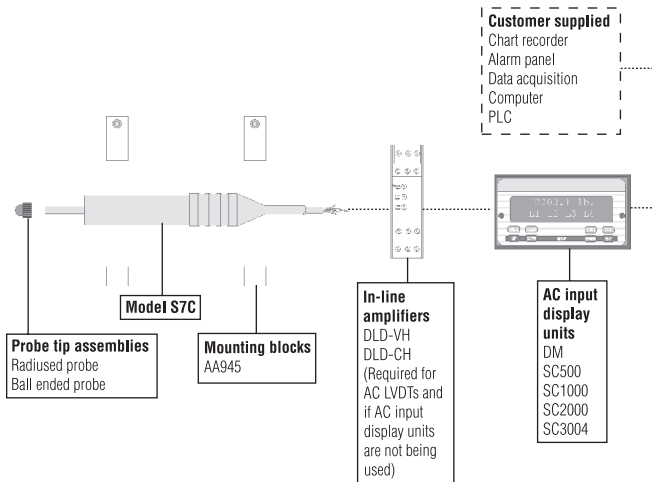 Customer supplied
Chart recorder
Alarm panel
Data acquisition
Computer
PLC
Model S7C
Probe tip assemblies
Radiused probe
Ball ended probe
Mounting blocks
AA945
In-line
amplifiers
DLD-VH
DLD-CH
(Required for
AC LVDTs and
if AC input
display units
are not being
used)
AC input
display
units
DM
SC500
SC1000
SC2000
SC3004